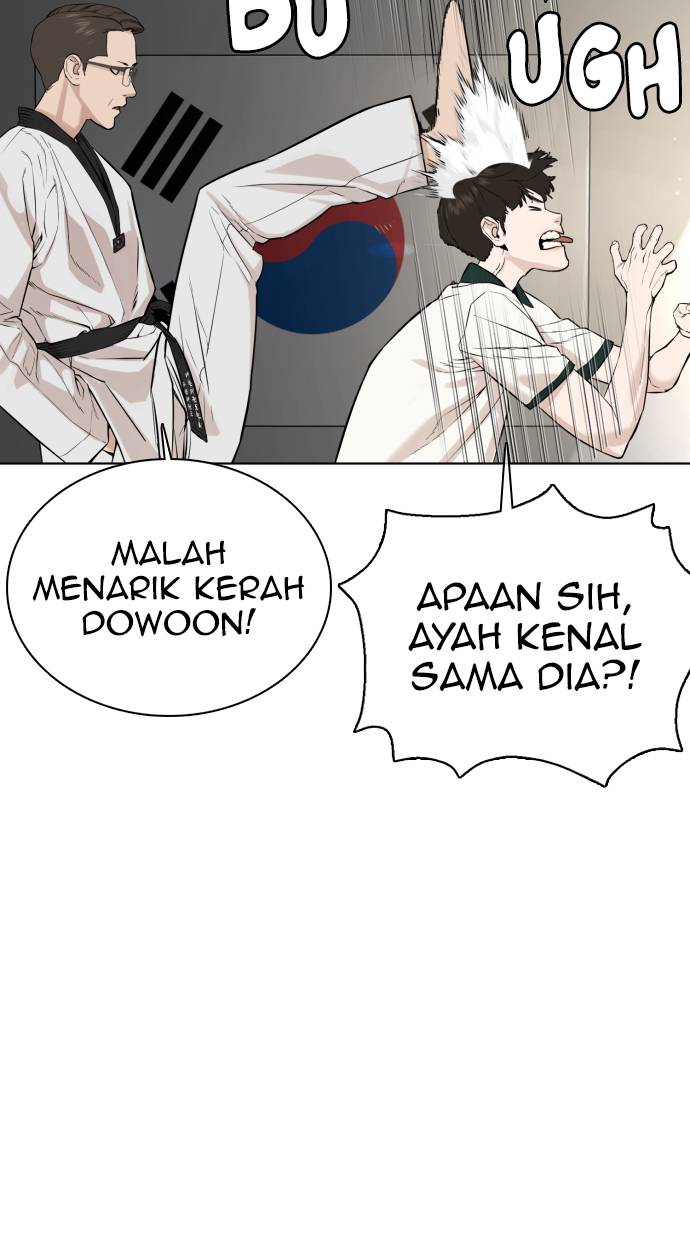 BU
UGH
MALAH
MENARIK KERAH
DOWOON!
APAAN SIH,
AYAH KENAL
SAMA DIA?!